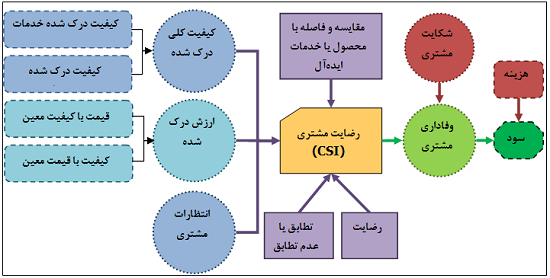 کیفیت درک شده خدمات
کیفیت درک شده
کیفیت کلی
درک شده
قیمت با کیفیت معین
کیفیت با قیمت معین
ارزش درک
شده
انتظارات
مشتری
مقایسه و فاصله با
محصول یا خدمات
ایده‌آل
رضایت مشتری
(CSI)
تطابق یا
عدم تطابق
رضایت
شکایت
مشتری
وفاداری
مشتری
هزینه
سود